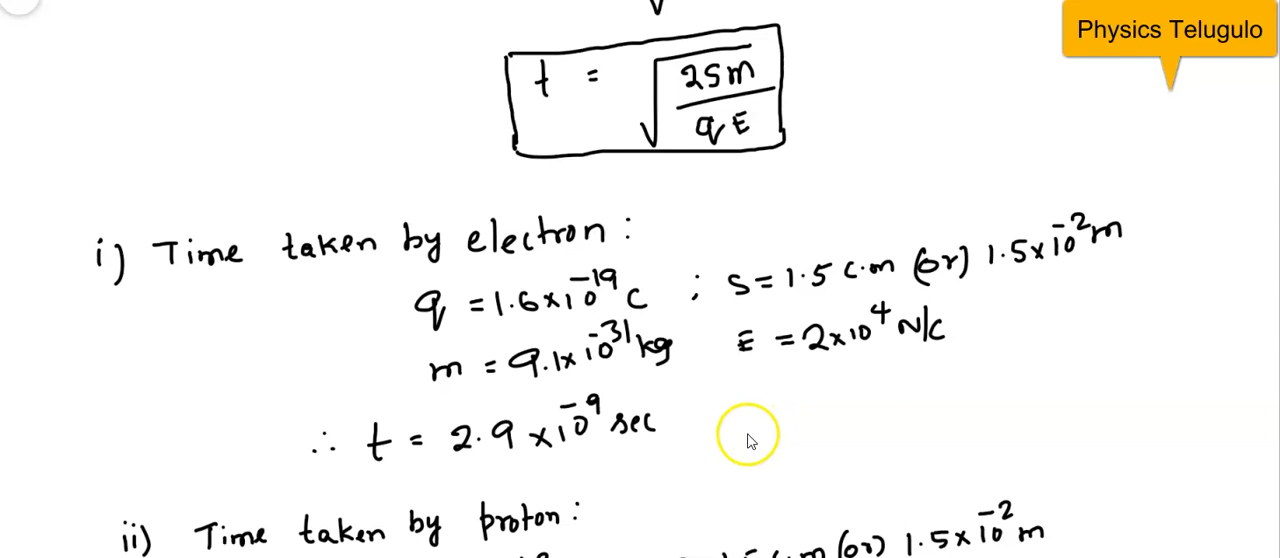 Physics Telugulo
t = √(2Sm / qE)
i) Time taken by electron:
q = 1.6×10⁻¹⁹ C ; S = 1.5 c.m (or) 1.5×10⁻² m
m = 9.1×10⁻³¹ kg E = 2×10⁴ N/C
∴ t = 2.9×10⁻⁹ sec
ii) Time taken by proton:
c.m (or) 1.5×10⁻² m